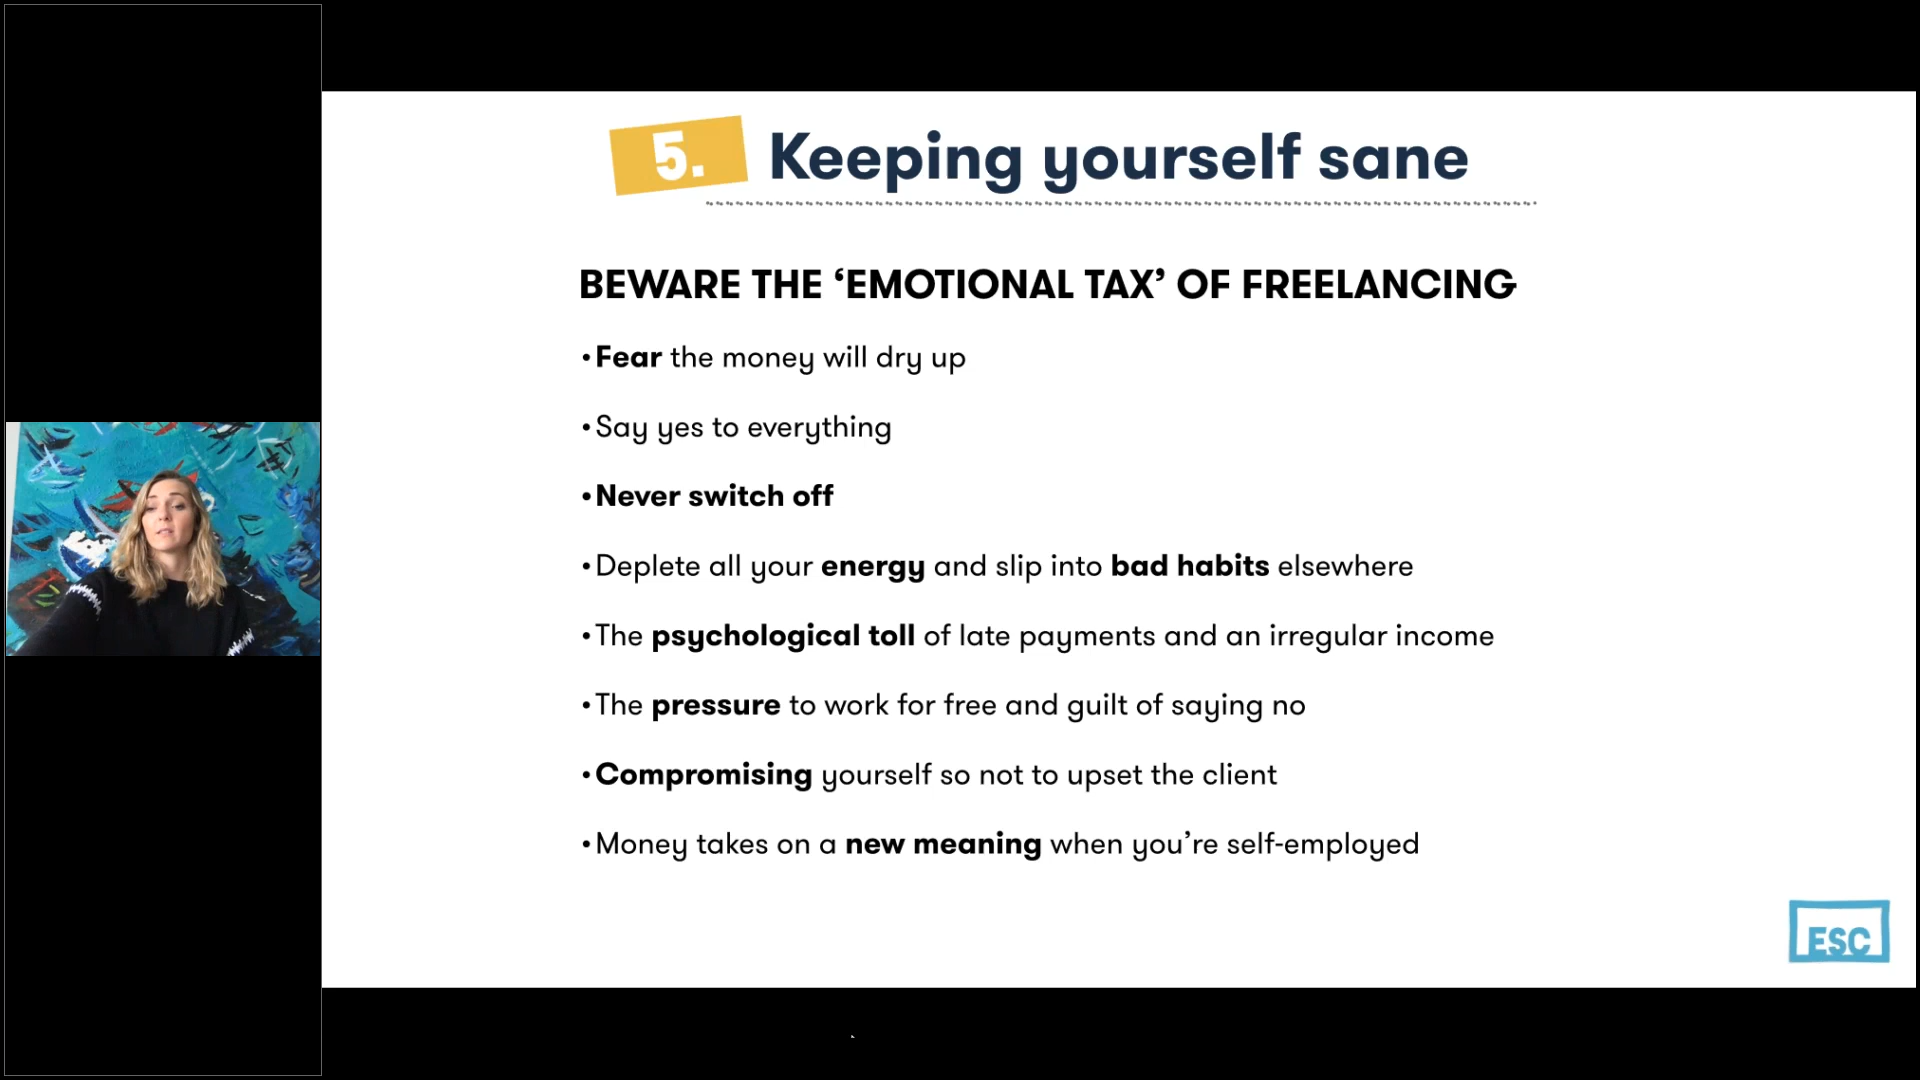 5. Keeping yourself sane
BEWARE THE ‘EMOTIONAL TAX’ OF FREELANCING
•Fear the money will dry up
•Say yes to everything
•Never switch off
•Deplete all your energy and slip into bad habits elsewhere
•The psychological toll of late payments and an irregular income
•The pressure to work for free and guilt of saying no
•Compromising yourself so not to upset the client
•Money takes on a new meaning when you’re self-employed
ESC